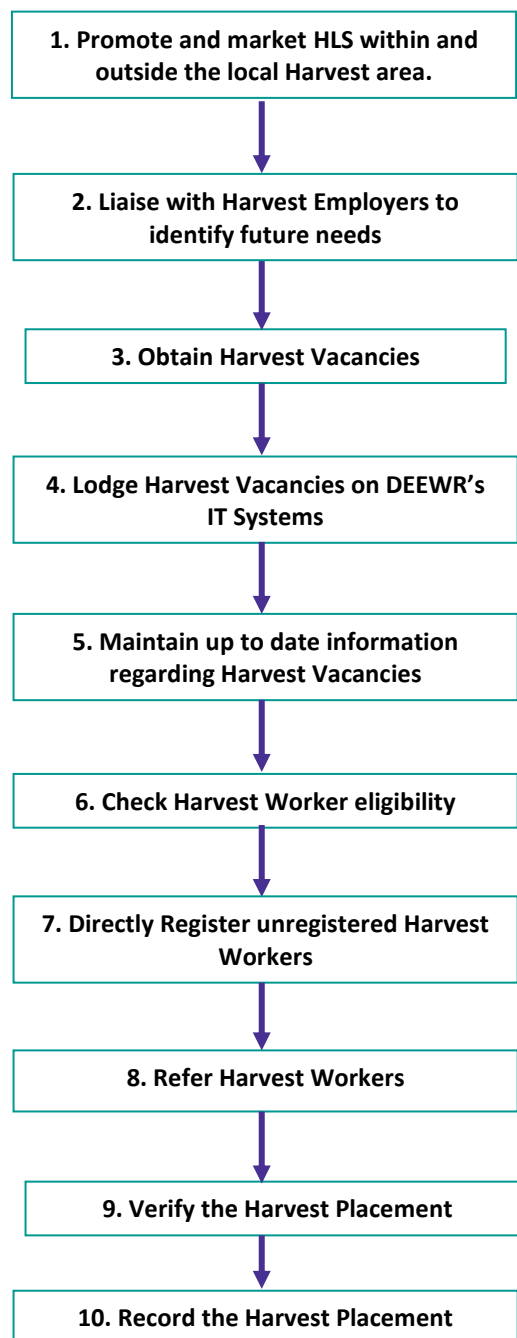 1. Promote and market HLS within and
outside the local Harvest area.
2. Liaise with Harvest Employers to
identify future needs
3. Obtain Harvest Vacancies
4. Lodge Harvest Vacancies on DEEWR’s
IT Systems
5. Maintain up to date information
regarding Harvest Vacancies
6. Check Harvest Worker eligibility
7. Directly Register unregistered Harvest
Workers
8. Refer Harvest Workers
9. Verify the Harvest Placement
10. Record the Harvest Placement